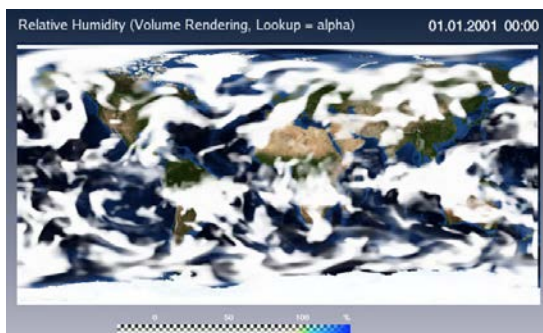 Relative Humidity (Volume Rendering, Lookup = alpha) 01.01.2001 00:00
0 50 100 %